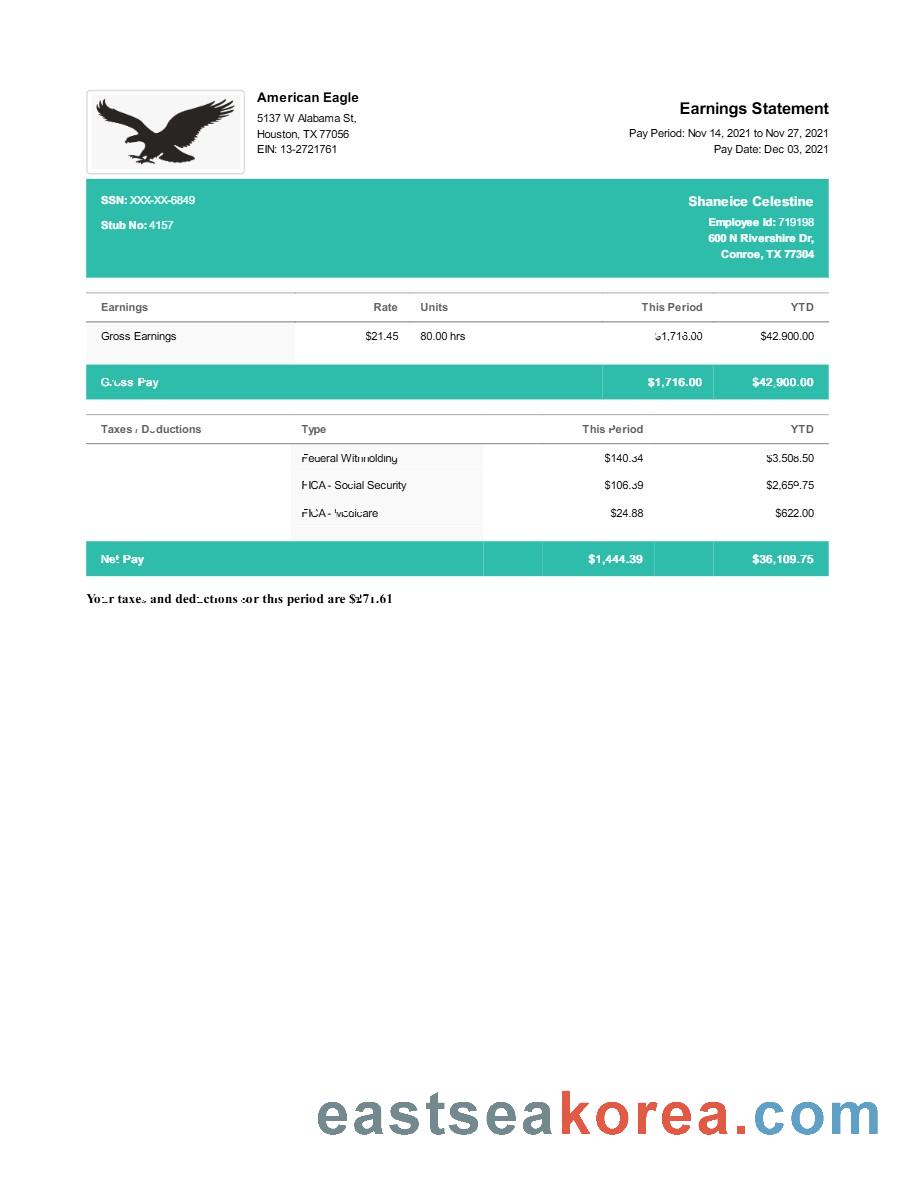 American Eagle
5137 W Alabama St,
Houston, TX 77056
EIN: 13-2721761
Earnings Statement
Pay Period: Nov 14, 2021 to Nov 27, 2021
Pay Date: Dec 03, 2021
SSN: XXX-XX-6849
Stub No: 4157
Shaneice Celestine
Employee Id: 719198
600 N Rivershire Dr,
Conroe, TX 77304
Earnings Rate Units This Period YTD
Gross Earnings $21.45 80.00 hrs $1,716.00 $42.900.00
Gross Pay $1,716.00 $42,900.00
Taxes / Deductions Type This Period YTD
Federal Withholding $140.34 $3.508.50
FICA - Social Security $106.39 $2,659.75
FICA - Medicare $24.88 $622.00
Net Pay $1,444.39 $36,109.75
Your taxes and deductions for this period are $271.61
eastseakorea.com